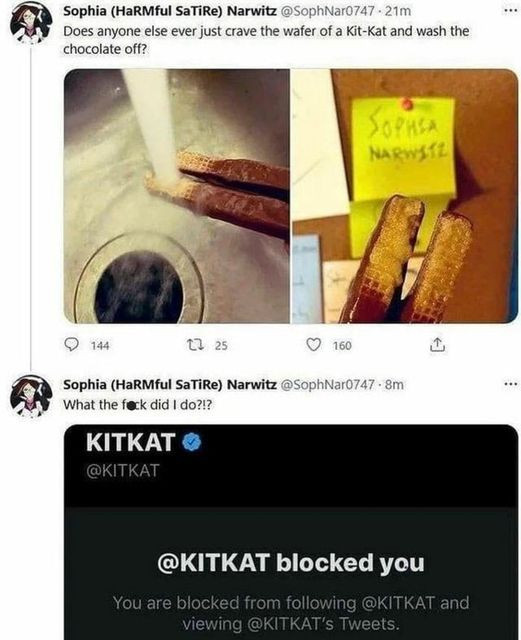 Sophia (HaRMful SaTiRe) Narwitz @SophNar0747 · 21m
Does anyone else ever just crave the wafer of a Kit-Kat and wash the
chocolate off?
SOPHIA
NARWITZ
144 25 160
Sophia (HaRMful SaTiRe) Narwitz @SophNar0747 · 8m
What the f●ck did I do?!?
KITKAT
@KITKAT
@KITKAT blocked you
You are blocked from following @KITKAT and
viewing @KITKAT's Tweets.